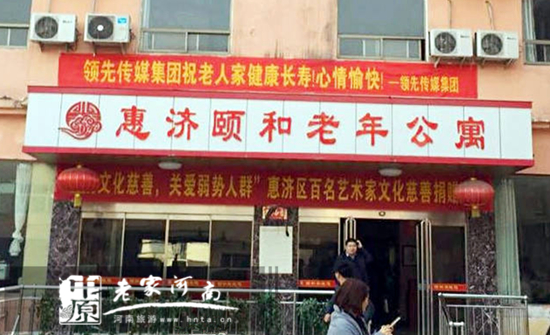 领先传媒集团祝老人家健康长寿!心情愉快!—领先传媒集团
惠济颐和老年公寓
文化慈善，关爱弱势人群”惠济区百名艺术家文化慈善捐赠
老家河南
河南旅游 www.hnta.cn